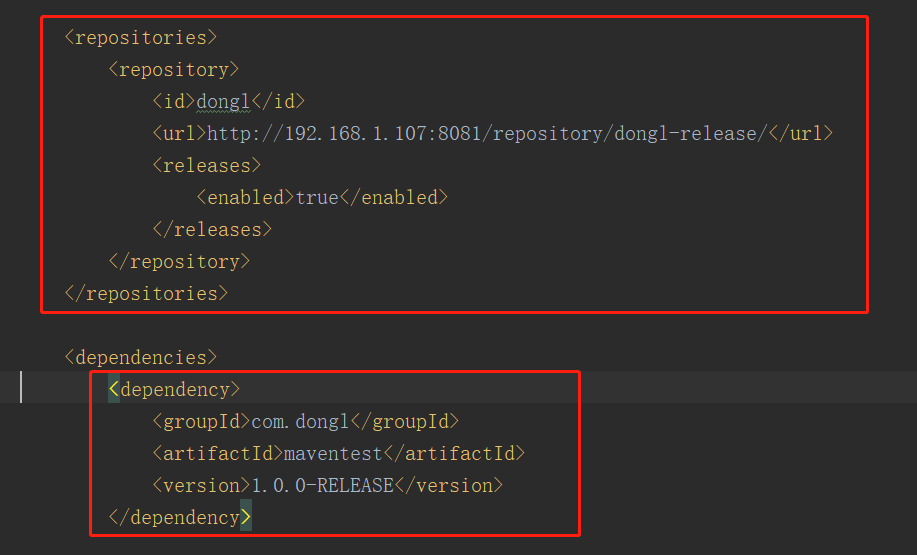 <repositories>
<repository>
<id>dongl</id>
<url>http://192.168.1.107:8081/repository/dongl-release/</url>
<releases>
<enabled>true</enabled>
</releases>
</repository>
</repositories>
<dependencies>
<dependency>
<groupId>com.dongl</groupId>
<artifactId>maventest</artifactId>
<version>1.0.0-RELEASE</version>
</dependency>